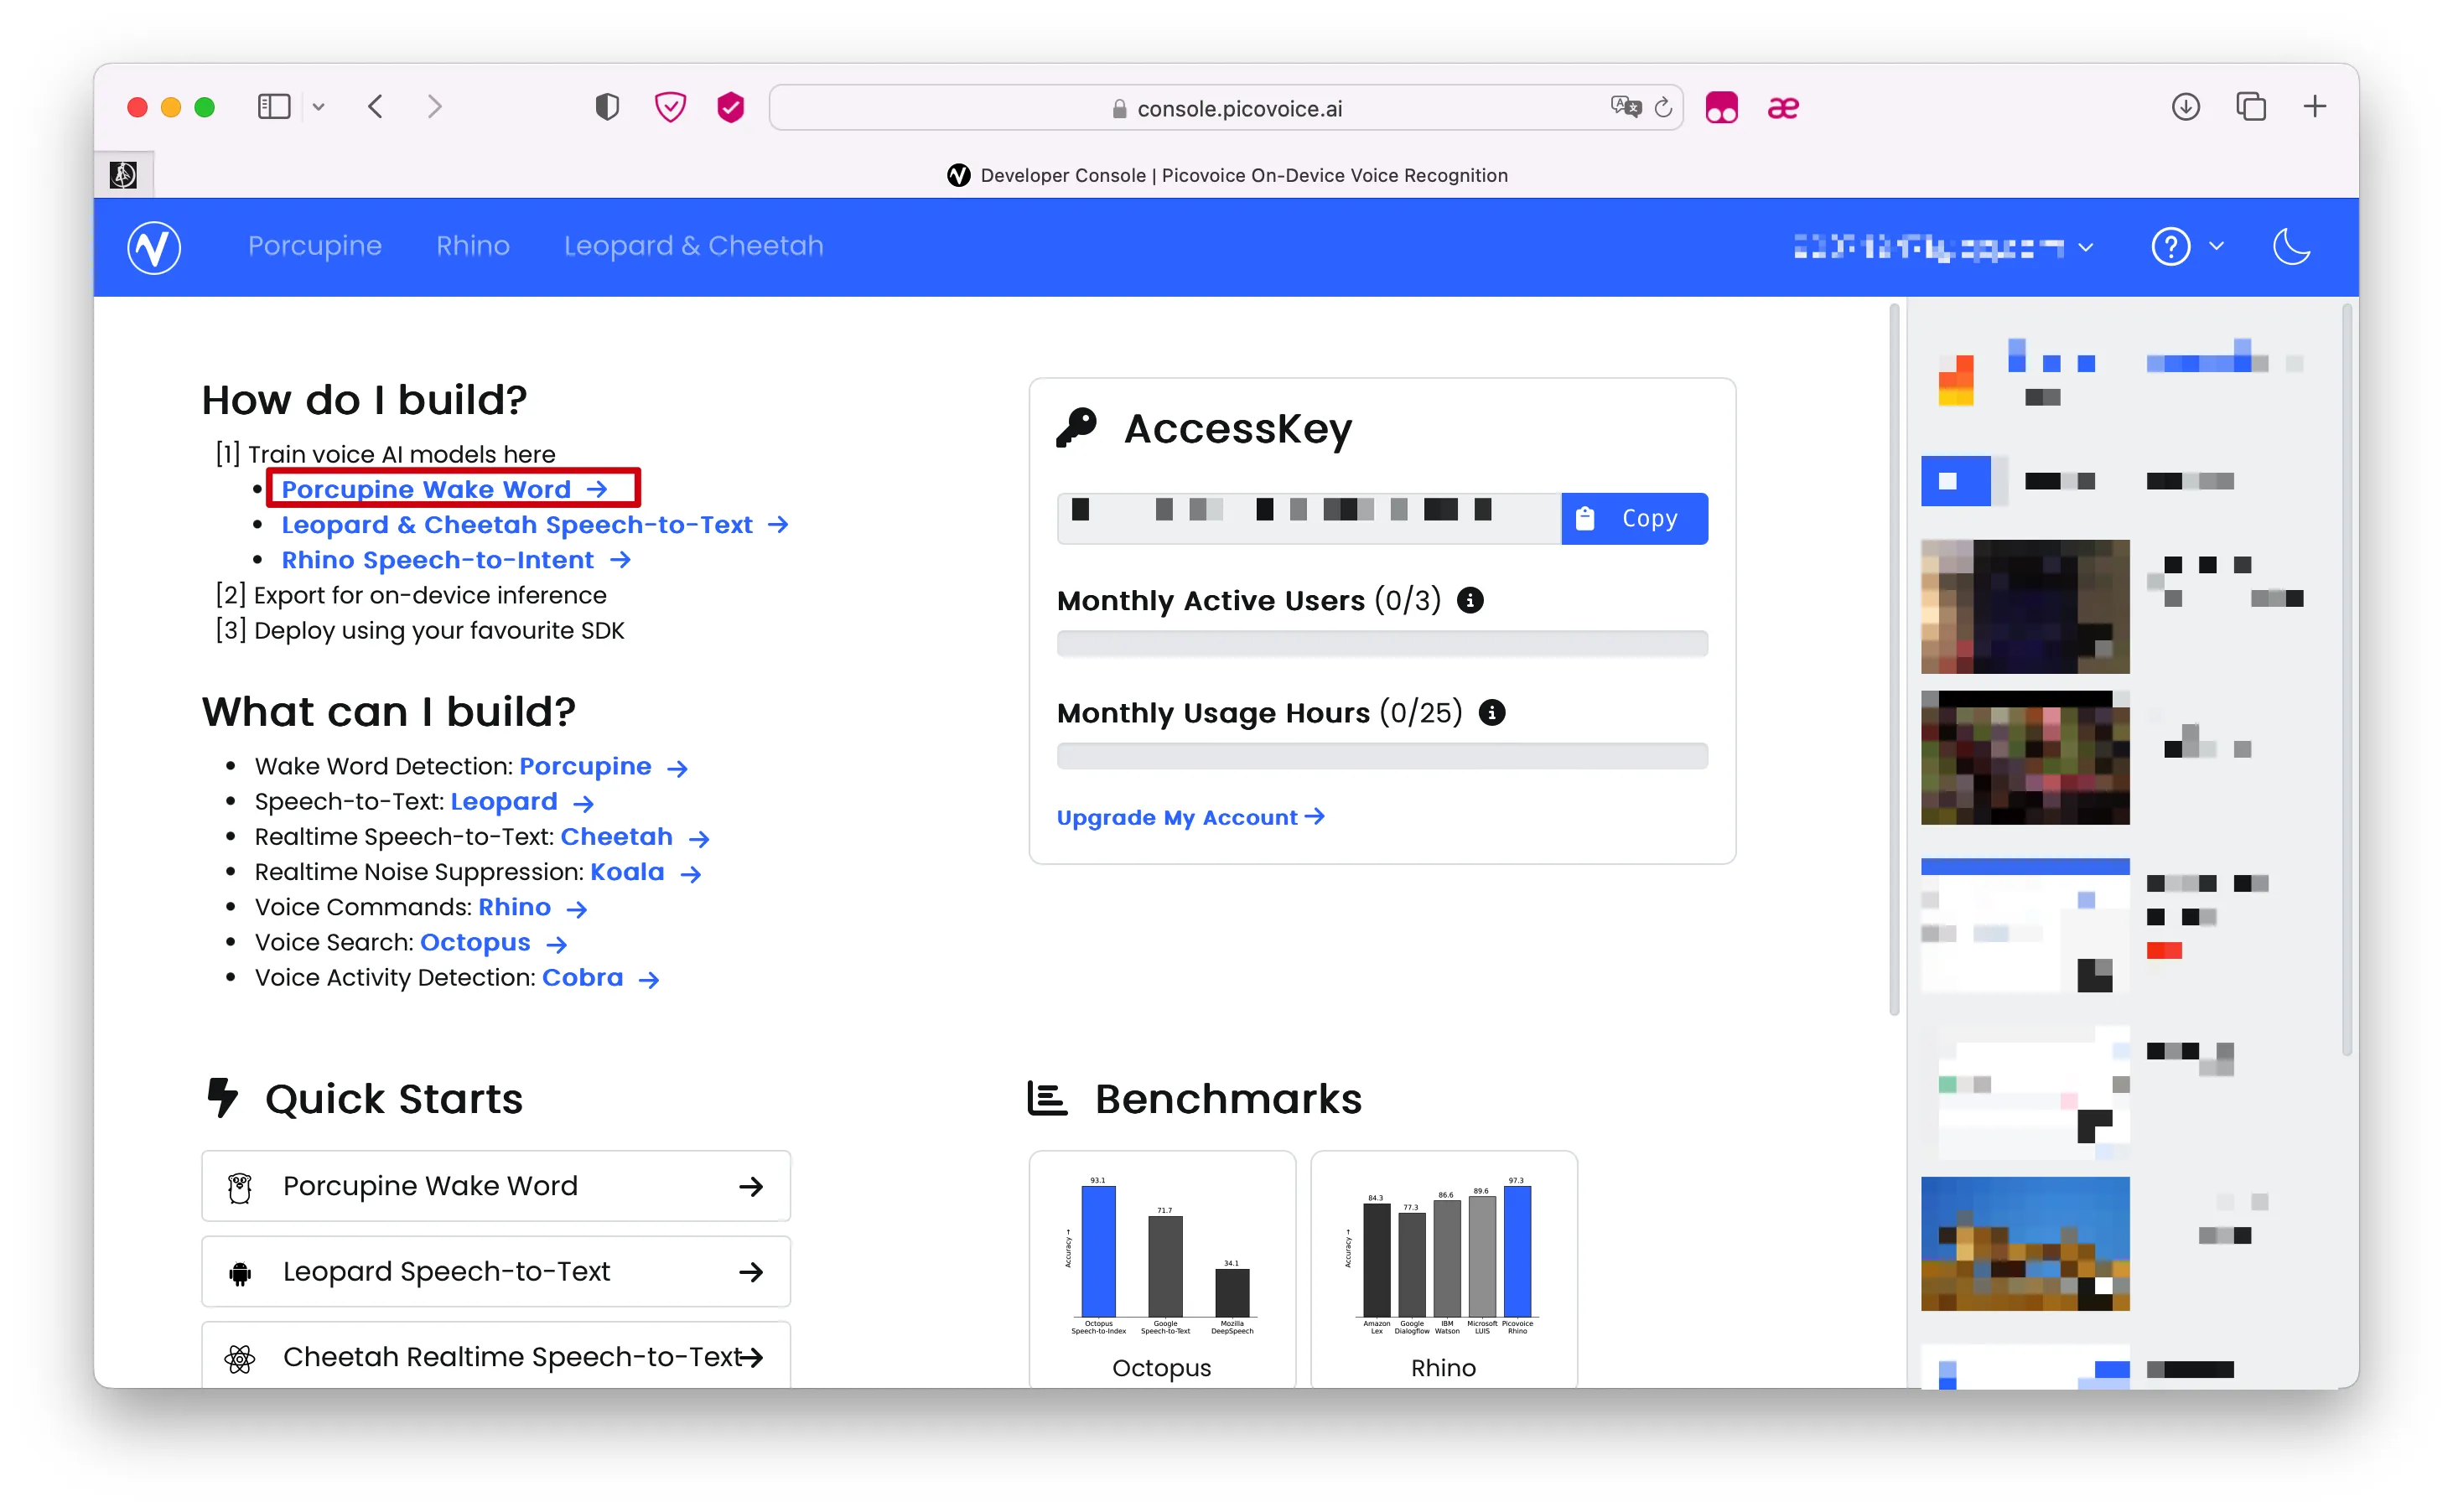 console.picovoice.ai
Developer Console | Picovoice On-Device Voice Recognition
Porcupine
Rhino
Leopard & Cheetah
How do I build?
[1] Train voice AI models here
• Porcupine Wake Word →
• Leopard & Cheetah Speech-to-Text →
• Rhino Speech-to-Intent →
[2] Export for on-device inference
[3] Deploy using your favourite SDK
What can I build?
• Wake Word Detection: Porcupine →
• Speech-to-Text: Leopard →
• Realtime Speech-to-Text: Cheetah →
• Realtime Noise Suppression: Koala →
• Voice Commands: Rhino →
• Voice Search: Octopus →
• Voice Activity Detection: Cobra →
AccessKey
Copy
Monthly Active Users (0/3)
Monthly Usage Hours (0/25)
Upgrade My Account →
Quick Starts
Porcupine Wake Word →
Leopard Speech-to-Text →
Cheetah Realtime Speech-to-Text →
Benchmarks
Accuracy →
93.1
71.7
34.1
Octopus Speech-to-Index
Google Speech-to-Text
Mozilla DeepSpeech
Octopus
Accuracy →
84.3
77.3
86.6
89.6
97.3
Amazon Lex
Google Dialogflow
IBM Watson
Microsoft LUIS
Picovoice Rhino
Rhino